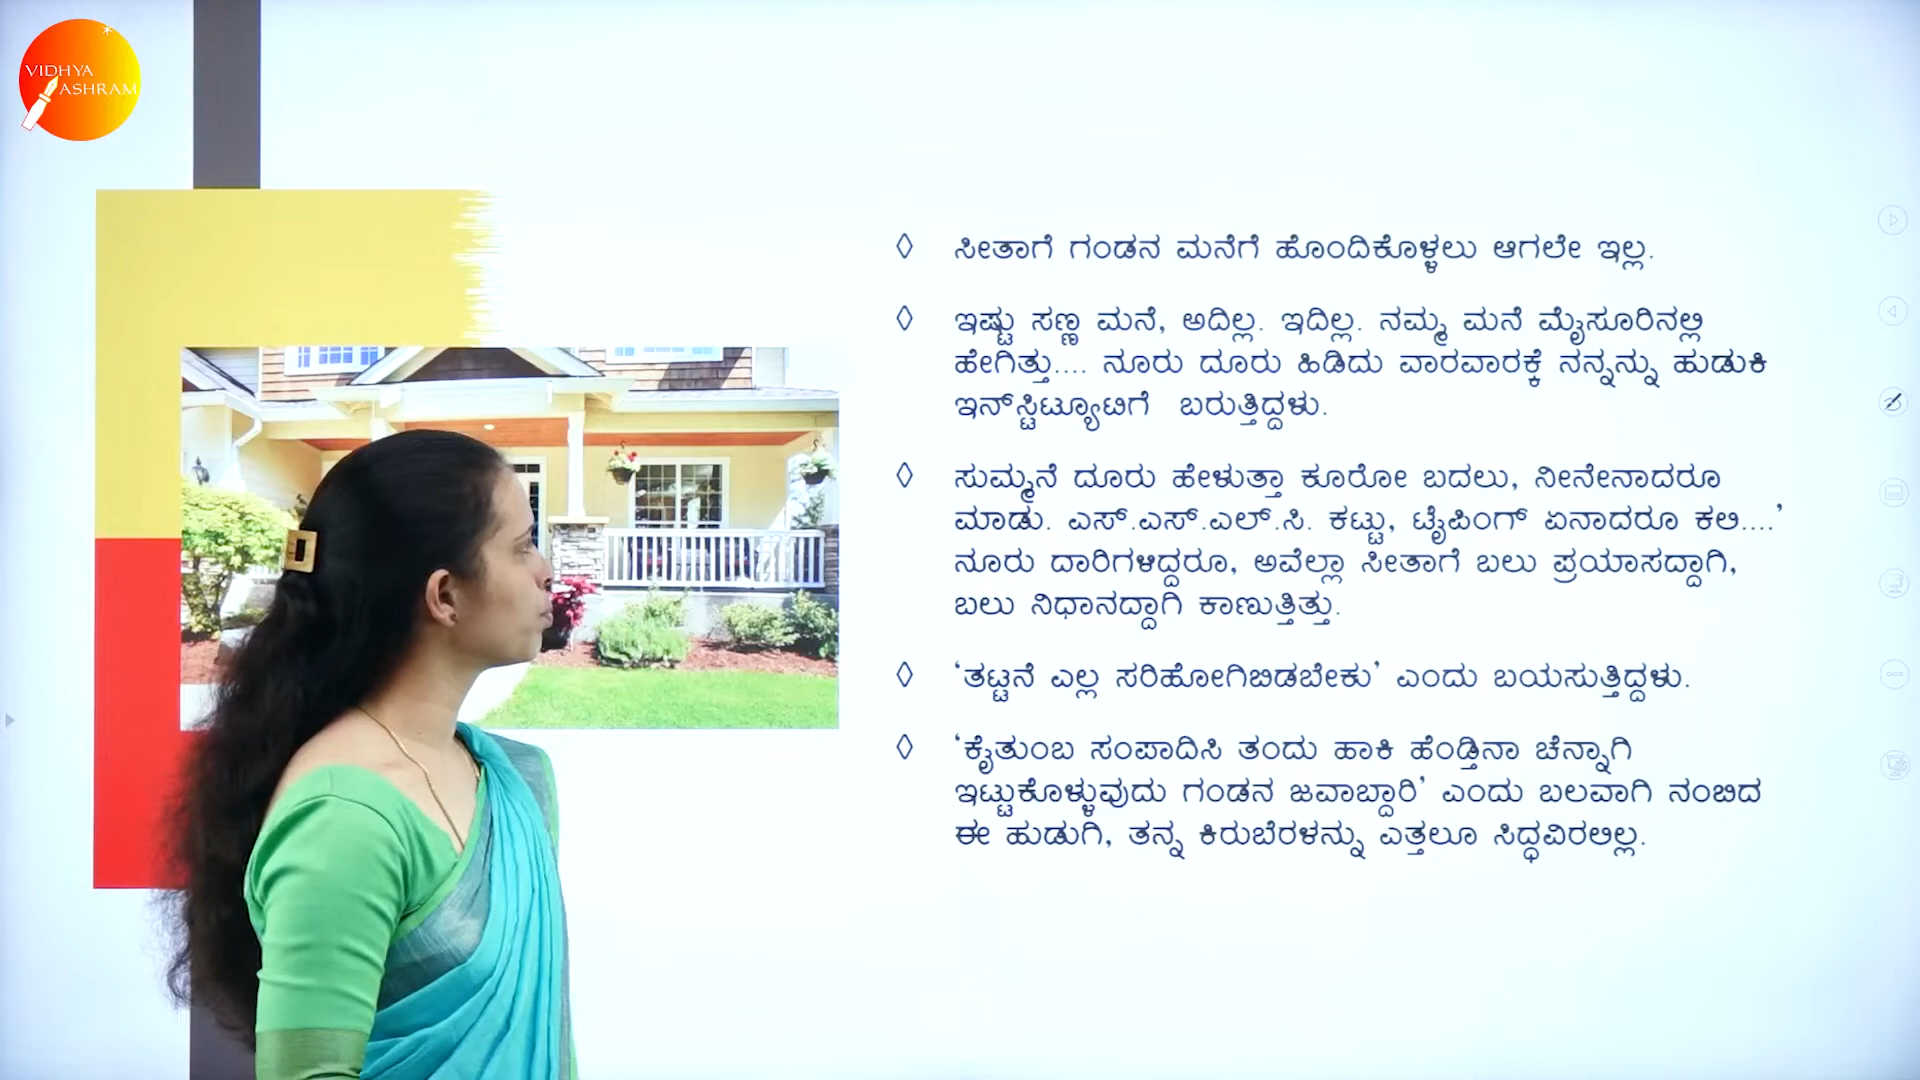 VIDHYA
ASHRAM
◊ ಸೀತಾಗೆ ಗಂಡನ ಮನೆಗೆ ಹೊಂದಿಕೊಳ್ಳಲು ಆಗಲೇ ಇಲ್ಲ.
◊ ಇಷ್ಟು ಸಣ್ಣ ಮನೆ, ಅದಿಲ್ಲ. ಇದಿಲ್ಲ. ನಮ್ಮ ಮನೆ ಮೈಸೂರಿನಲ್ಲಿ
ಹೇಗಿತ್ತು.... ನೂರು ದೂರು ಹಿಡಿದು ವಾರವಾರಕ್ಕೆ ನನ್ನನ್ನು ಹುಡುಕಿ
ಇನ್‌ಸ್ಟಿಟ್ಯೂಟಿಗೆ ಬರುತ್ತಿದ್ದಳು.
◊ ಸುಮ್ಮನೆ ದೂರು ಹೇಳುತ್ತಾ ಕೂರೋ ಬದಲು, ನೀನೇನಾದರೂ
ಮಾಡು. ಎಸ್.ಎಸ್.ಎಲ್.ಸಿ. ಕಟ್ಟು, ಟೈಪಿಂಗ್ ಏನಾದರೂ ಕಲಿ....’
ನೂರು ದಾರಿಗಳಿದ್ದರೂ, ಅವೆಲ್ಲಾ ಸೀತಾಗೆ ಬಲು ಪ್ರಯಾಸದ್ದಾಗಿ,
ಬಲು ನಿಧಾನದ್ದಾಗಿ ಕಾಣುತ್ತಿತ್ತು.
◊ ‘ತಟ್ಟನೆ ಎಲ್ಲ ಸರಿಹೋಗಿಬಿಡಬೇಕು’ ಎಂದು ಬಯಸುತ್ತಿದ್ದಳು.
◊ ‘ಕೈತುಂಬ ಸಂಪಾದಿಸಿ ತಂದು ಹಾಕಿ ಹೆಂಡ್ತಿನಾ ಚೆನ್ನಾಗಿ
ಇಟ್ಟುಕೊಳ್ಳುವುದು ಗಂಡನ ಜವಾಬ್ದಾರಿ’ ಎಂದು ಬಲವಾಗಿ ನಂಬಿದ
ಈ ಹುಡುಗಿ, ತನ್ನ ಕಿರುಬೆರಳನ್ನು ಎತ್ತಲೂ ಸಿದ್ಧವಿರಲಿಲ್ಲ.